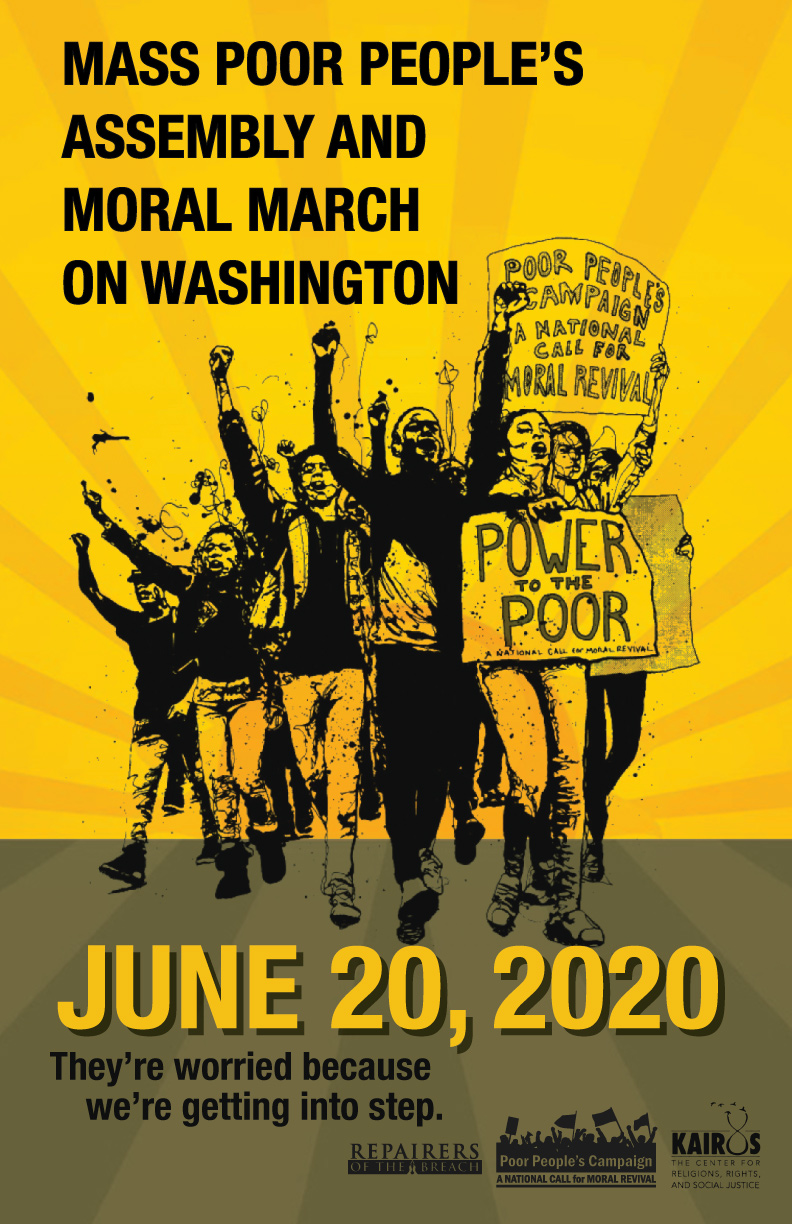 MASS POOR PEOPLE'S
ASSEMBLY AND
MORAL MARCH
ON WASHINGTON
POOR PEOPLE'S
CAMPAIGN
A NATIONAL
CALL FOR
MORAL REVIVAL
POWER
TO THE
POOR
A NATIONAL CALL for MORAL REVIVAL
JUNE 20, 2020
They're worried because
we're getting into step.
REPAIRERS
OF THE BREACH
Poor People's Campaign
A NATIONAL CALL for MORAL REVIVAL
KAIROS
THE CENTER FOR
RELIGIONS, RIGHTS,
AND SOCIAL JUSTICE